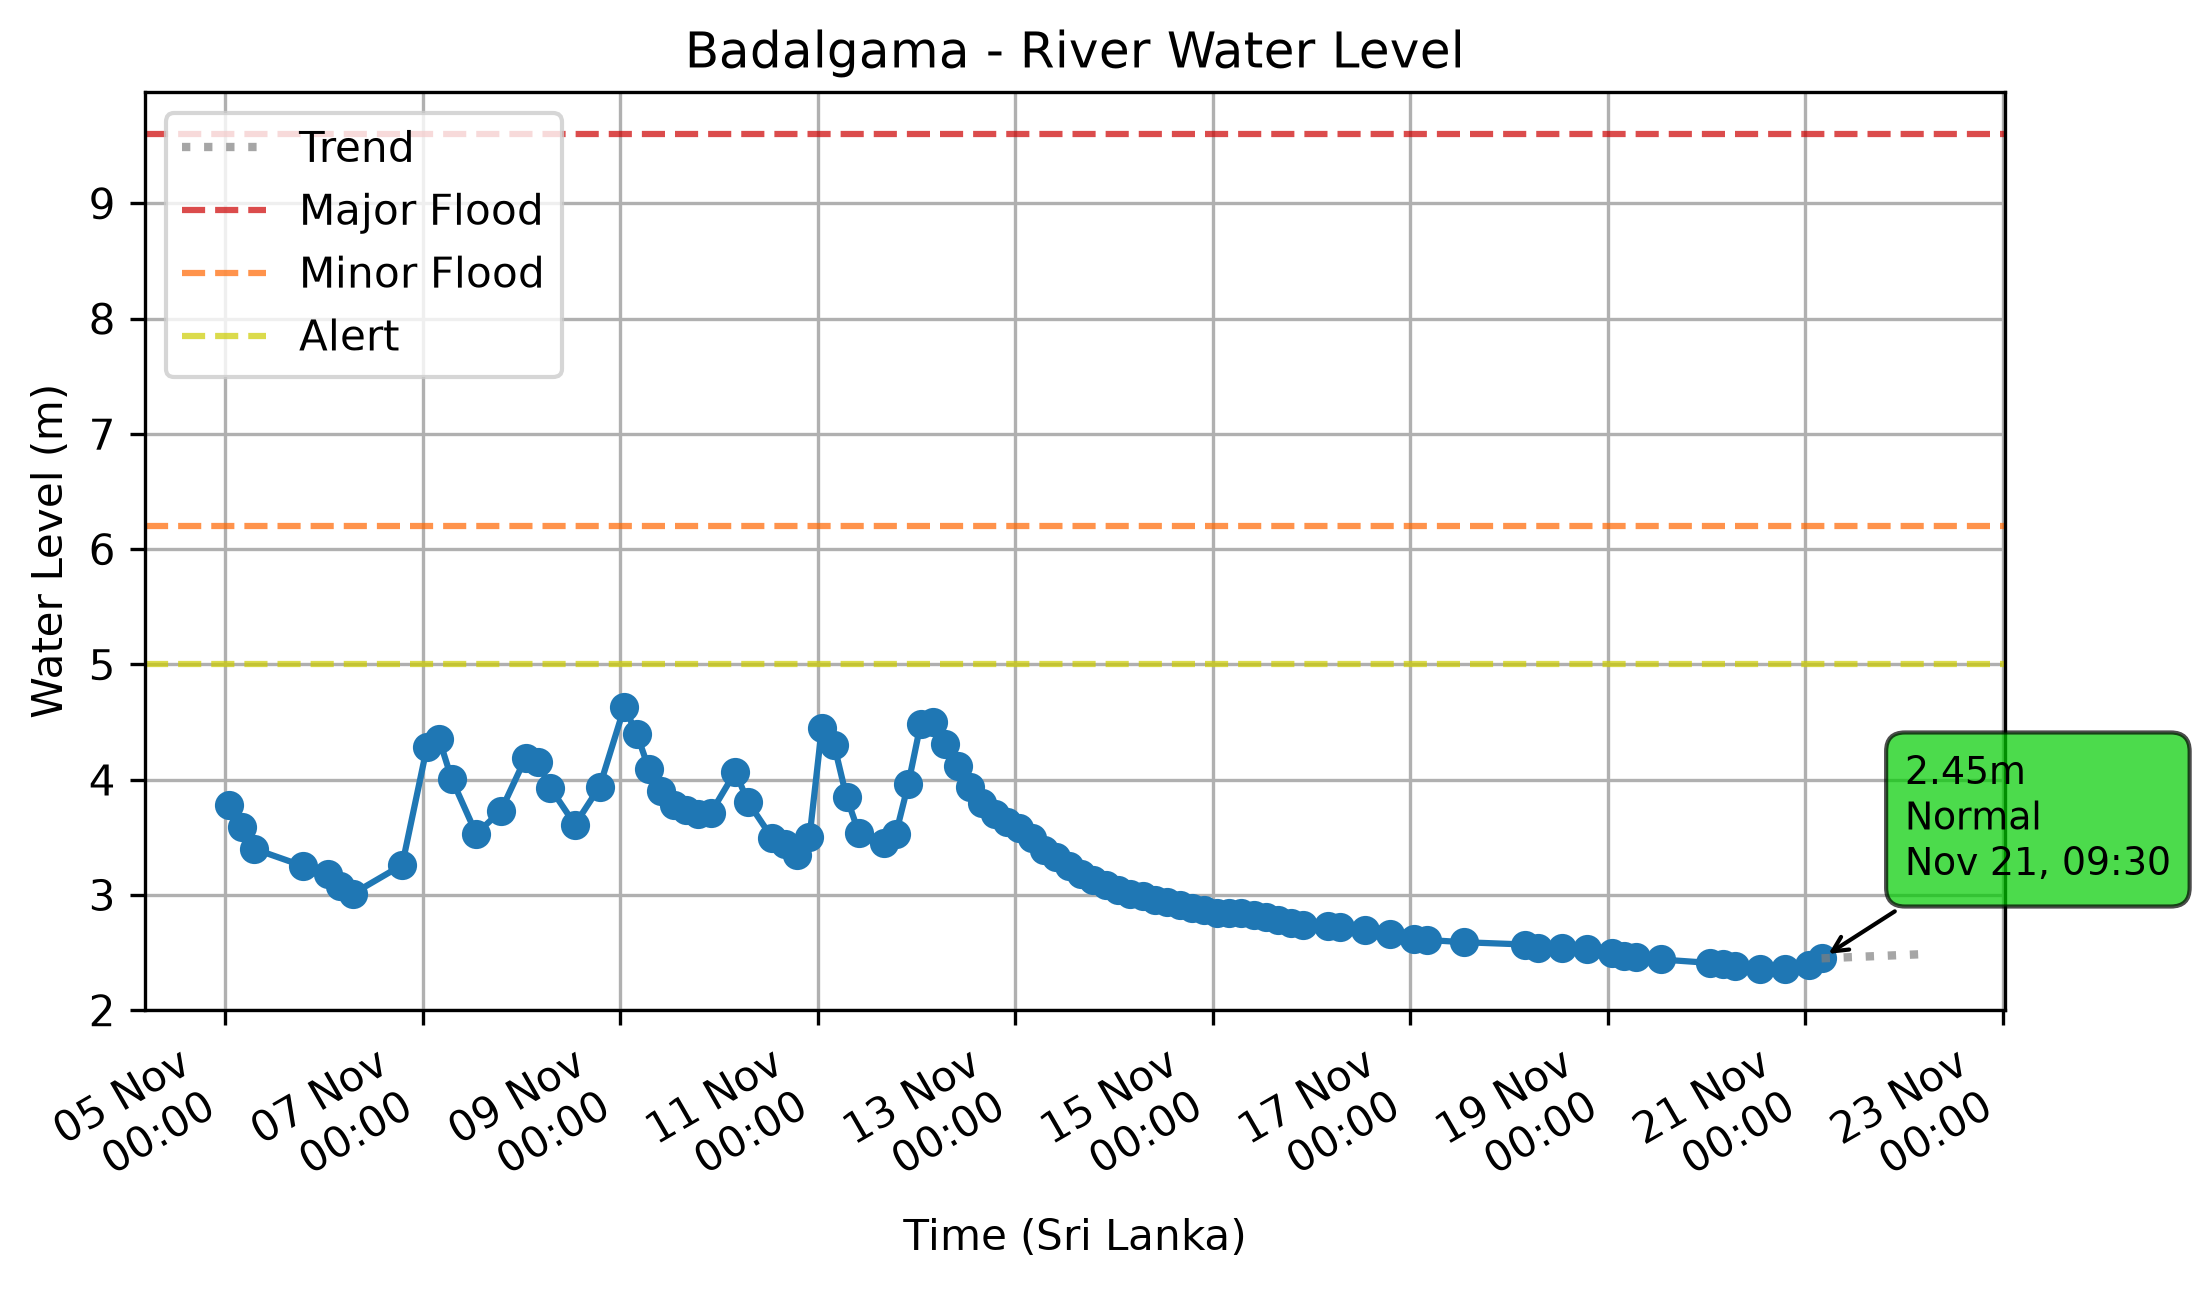 Badalgama - River Water Level
Trend
Major Flood
Minor Flood
Alert
Water Level (m)
9
8
7
6
5
4
3
2
2.45m
Normal
Nov 21, 09:30
05 Nov
00:00
07 Nov
00:00
09 Nov
00:00
11 Nov
00:00
13 Nov
00:00
15 Nov
00:00
17 Nov
00:00
19 Nov
00:00
21 Nov
00:00
23 Nov
00:00
Time (Sri Lanka)